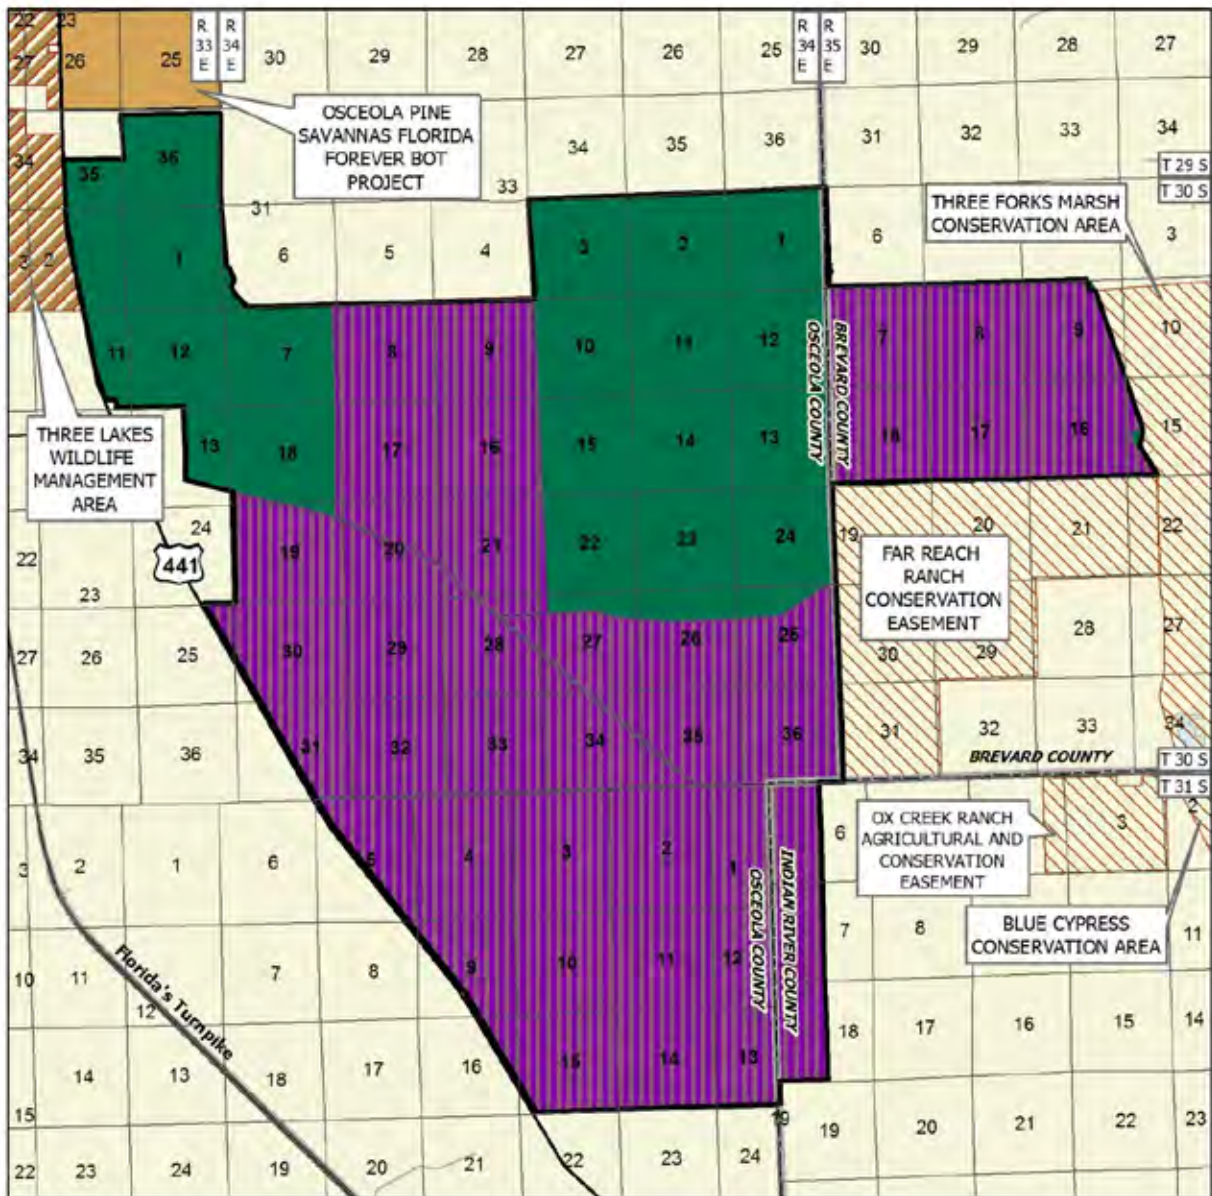 22 23
R R
33 34
E E
R R
34 35
E E
27 26 25 30 29 28 27 26 25 30 29 28 27
OSCEOLA PINE
SAVANNAS FLORIDA
FOREVER BOT
PROJECT
34 35 36 31 33 34 35 36 31 32 33 34
T 29 S
T 30 S
THREE FORKS MARSH
CONSERVATION AREA
3 2 1 6 5 4 3 2 1 6 3
11 12 7 8 9 10 11 12 7 8 9 10
OSCEOLA COUNTY
BREVARD COUNTY
THREE LAKES
WILDLIFE
MANAGEMENT
AREA
13 18 17 16 15 14 13 18 17 16 15
22 24 19 20 21 22 23 24 19 20 21 22
441
FAR REACH
RANCH
CONSERVATION
EASEMENT
23
27 26 25 30 29 28 27 26 25 30 29 28 27
34 35 36 31 32 33 34 35 36 31 32 33 34
BREVARD COUNTY
T 30 S
T 31 S
3 2 1 6 5 4 3 2 1 6 3 2
OX CREEK RANCH
AGRICULTURAL AND
CONSERVATION
EASEMENT
OSCEOLA COUNTY
INDIAN RIVER COUNTY
BLUE CYPRESS
CONSERVATION AREA
10 11 12 7 8 9 10 11 12 7 8 11
Florida's Turnpike
14 13 18 17 16 15 14 13 18 17 16 15 14
15
22 23 24 19 20 21 22 23 24 19 19 20 21 22 23